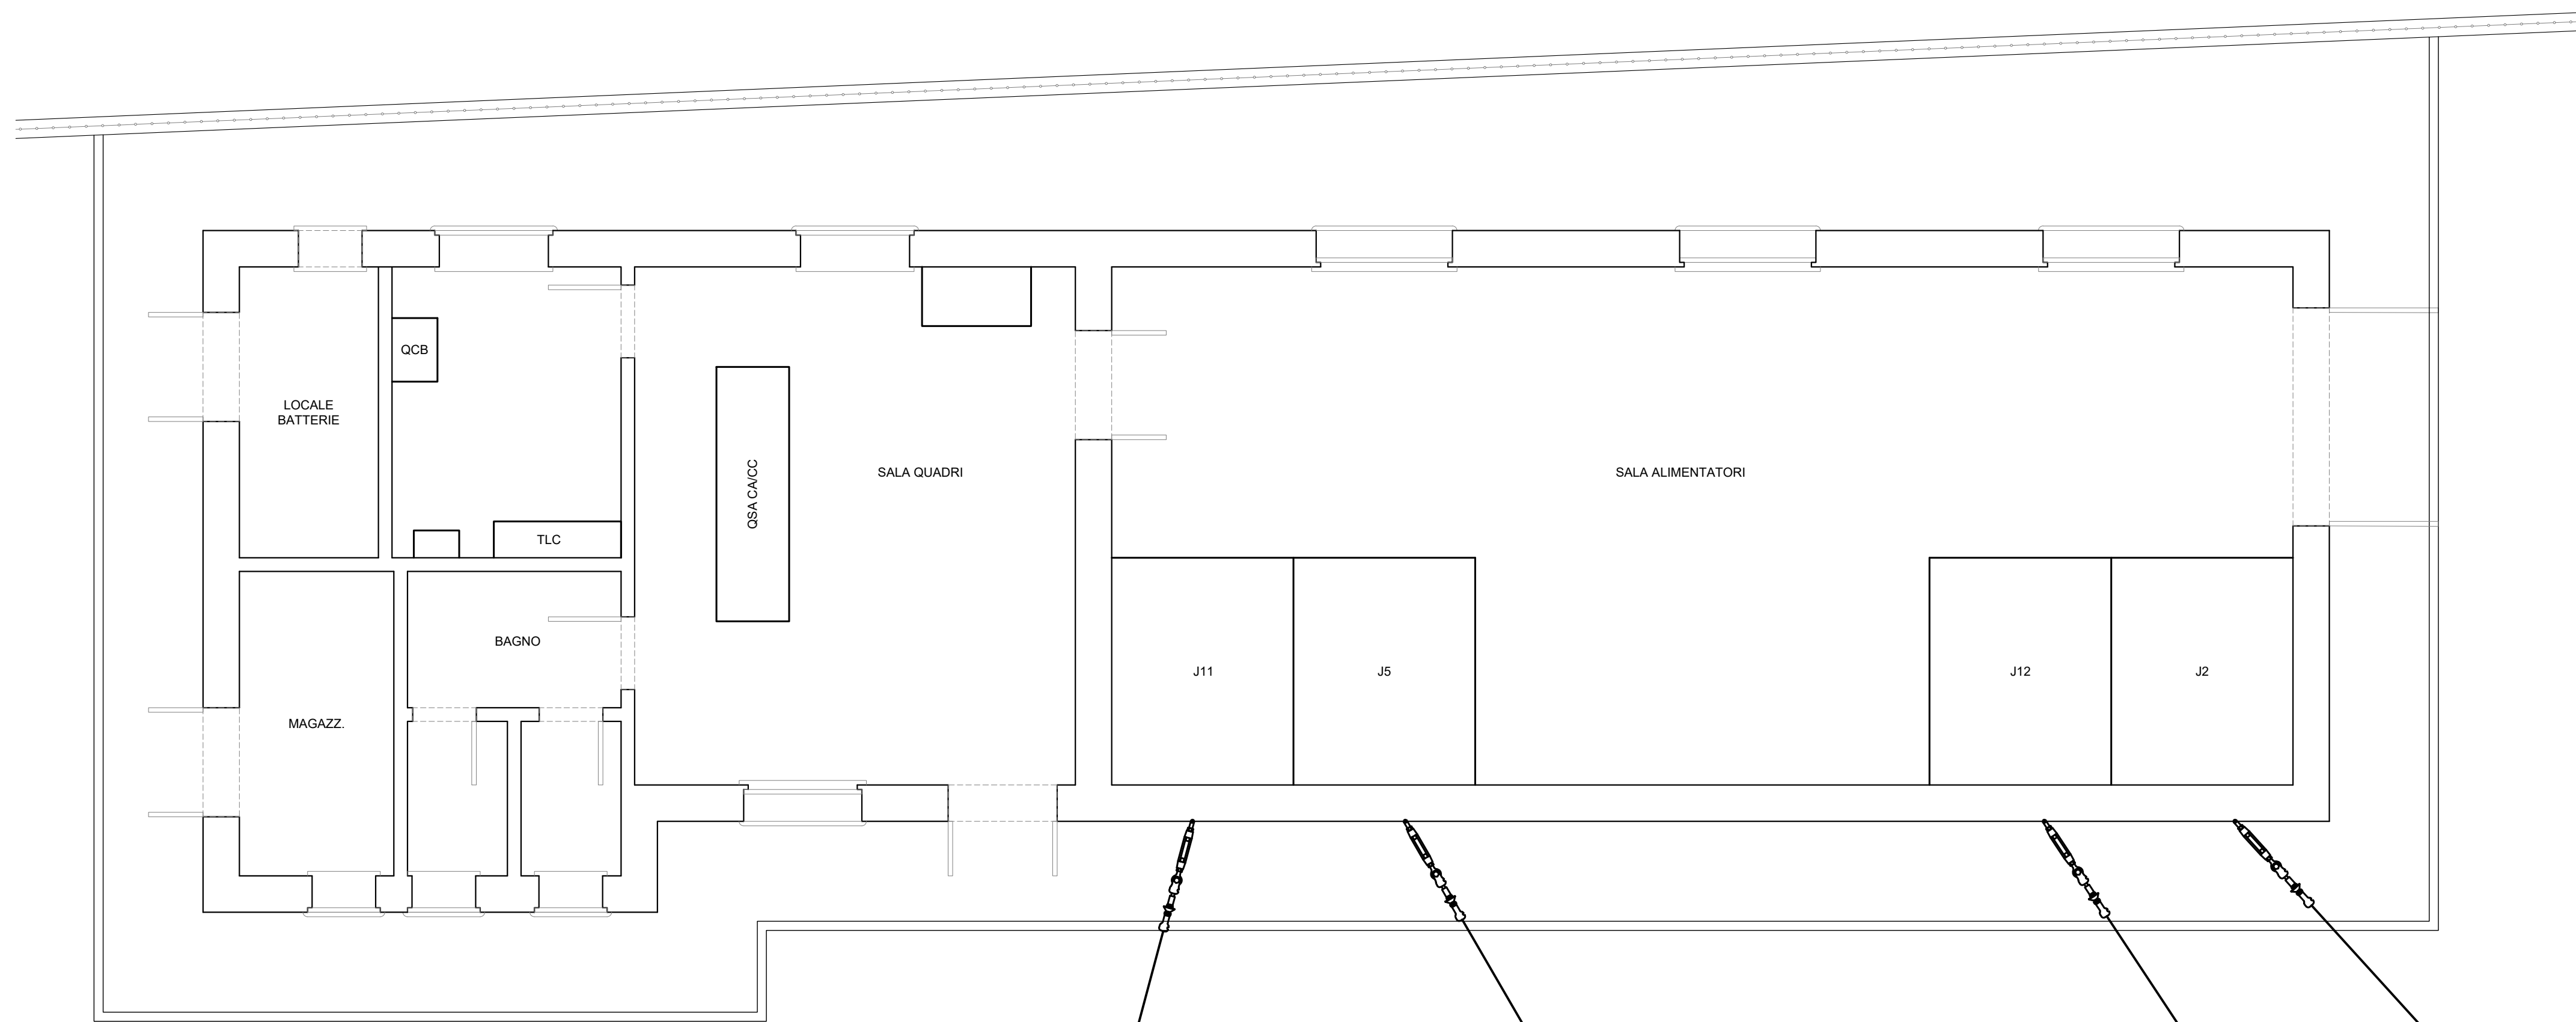 QCB
LOCALE
BATTERIE
QSA CA/CC
SALA QUADRI
SALA ALIMENTATORI
TLC
BAGNO
MAGAZZ.
J11
J5
J12
J2